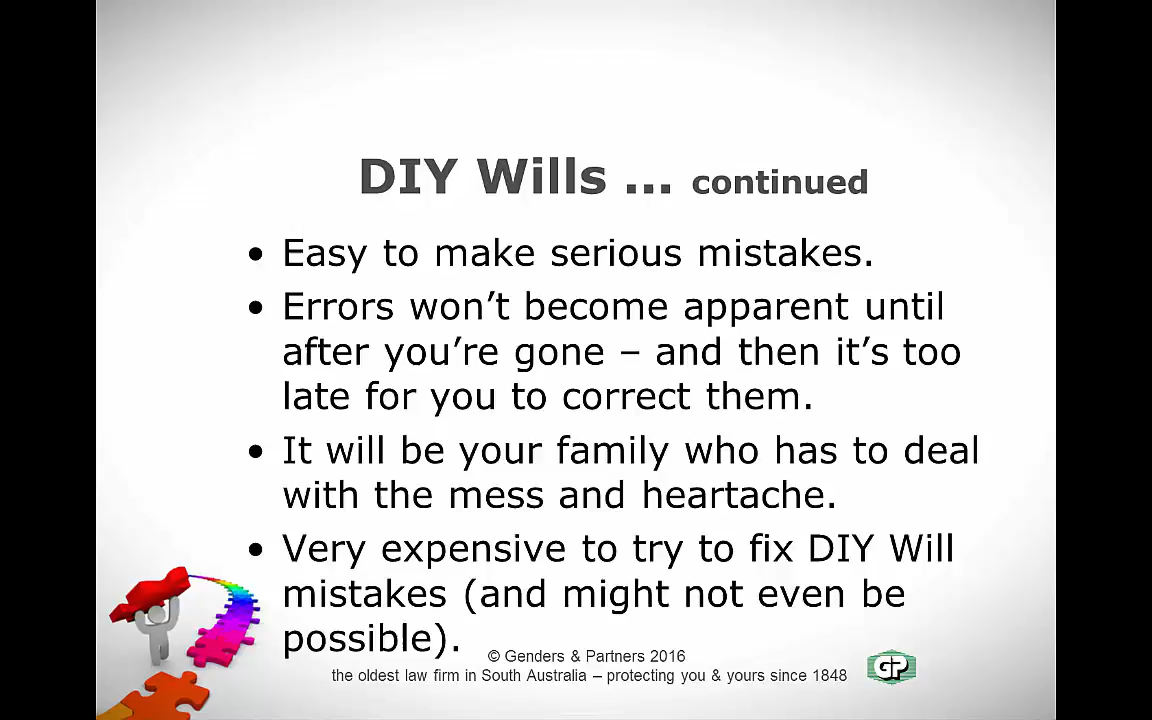 DIY Wills ... continued
• Easy to make serious mistakes.
• Errors won’t become apparent until
after you’re gone – and then it’s too
late for you to correct them.
• It will be your family who has to deal
with the mess and heartache.
• Very expensive to try to fix DIY Will
mistakes (and might not even be
possible).
© Genders & Partners 2016
the oldest law firm in South Australia – protecting you & yours since 1848
GP